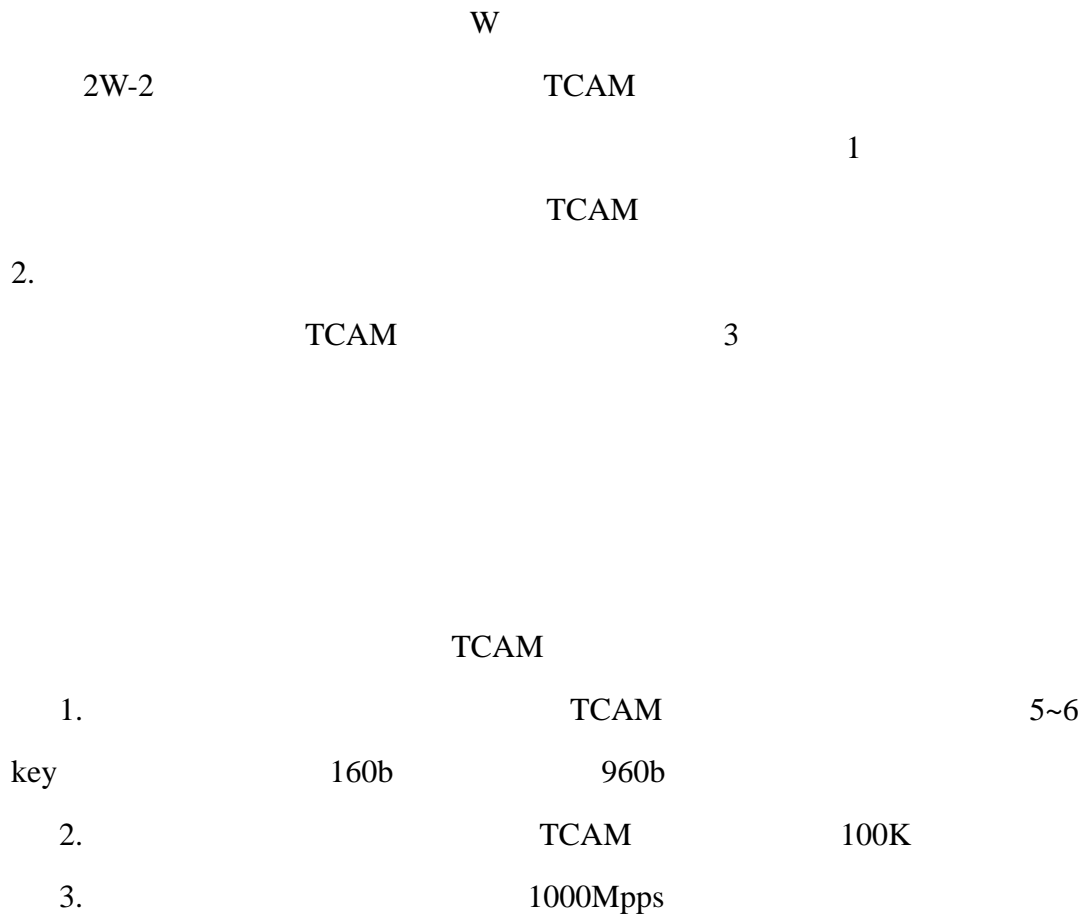 W
2W-2 TCAM
1
TCAM
2.
TCAM 3
TCAM
1. TCAM 5~6
key 160b 960b
2. TCAM 100K
3. 1000Mpps